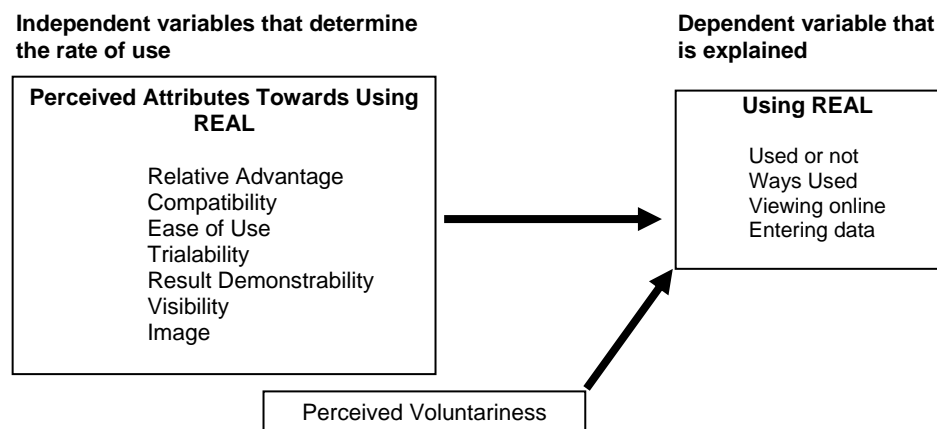 Independent variables that determine
the rate of use
Perceived Attributes Towards Using
REAL
Relative Advantage
Compatibility
Ease of Use
Trialability
Result Demonstrability
Visibility
Image
Perceived Voluntariness
Dependent variable that
is explained
Using REAL
Used or not
Ways Used
Viewing online
Entering data